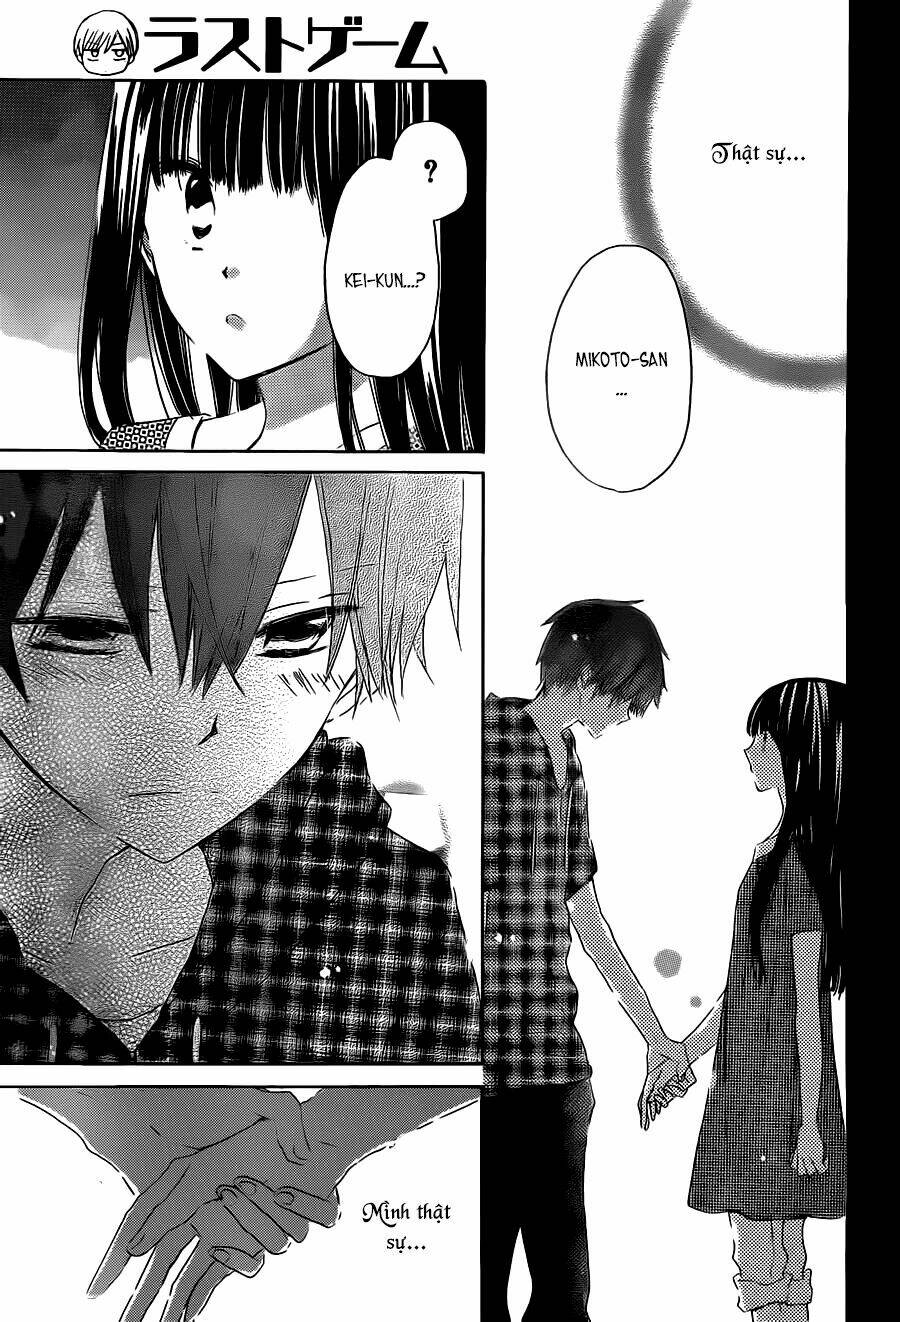 ラストゲーム
Thật sự...
MIKOTO-SAN
...
?
KEI-KUN...?
Mình thật
sự...